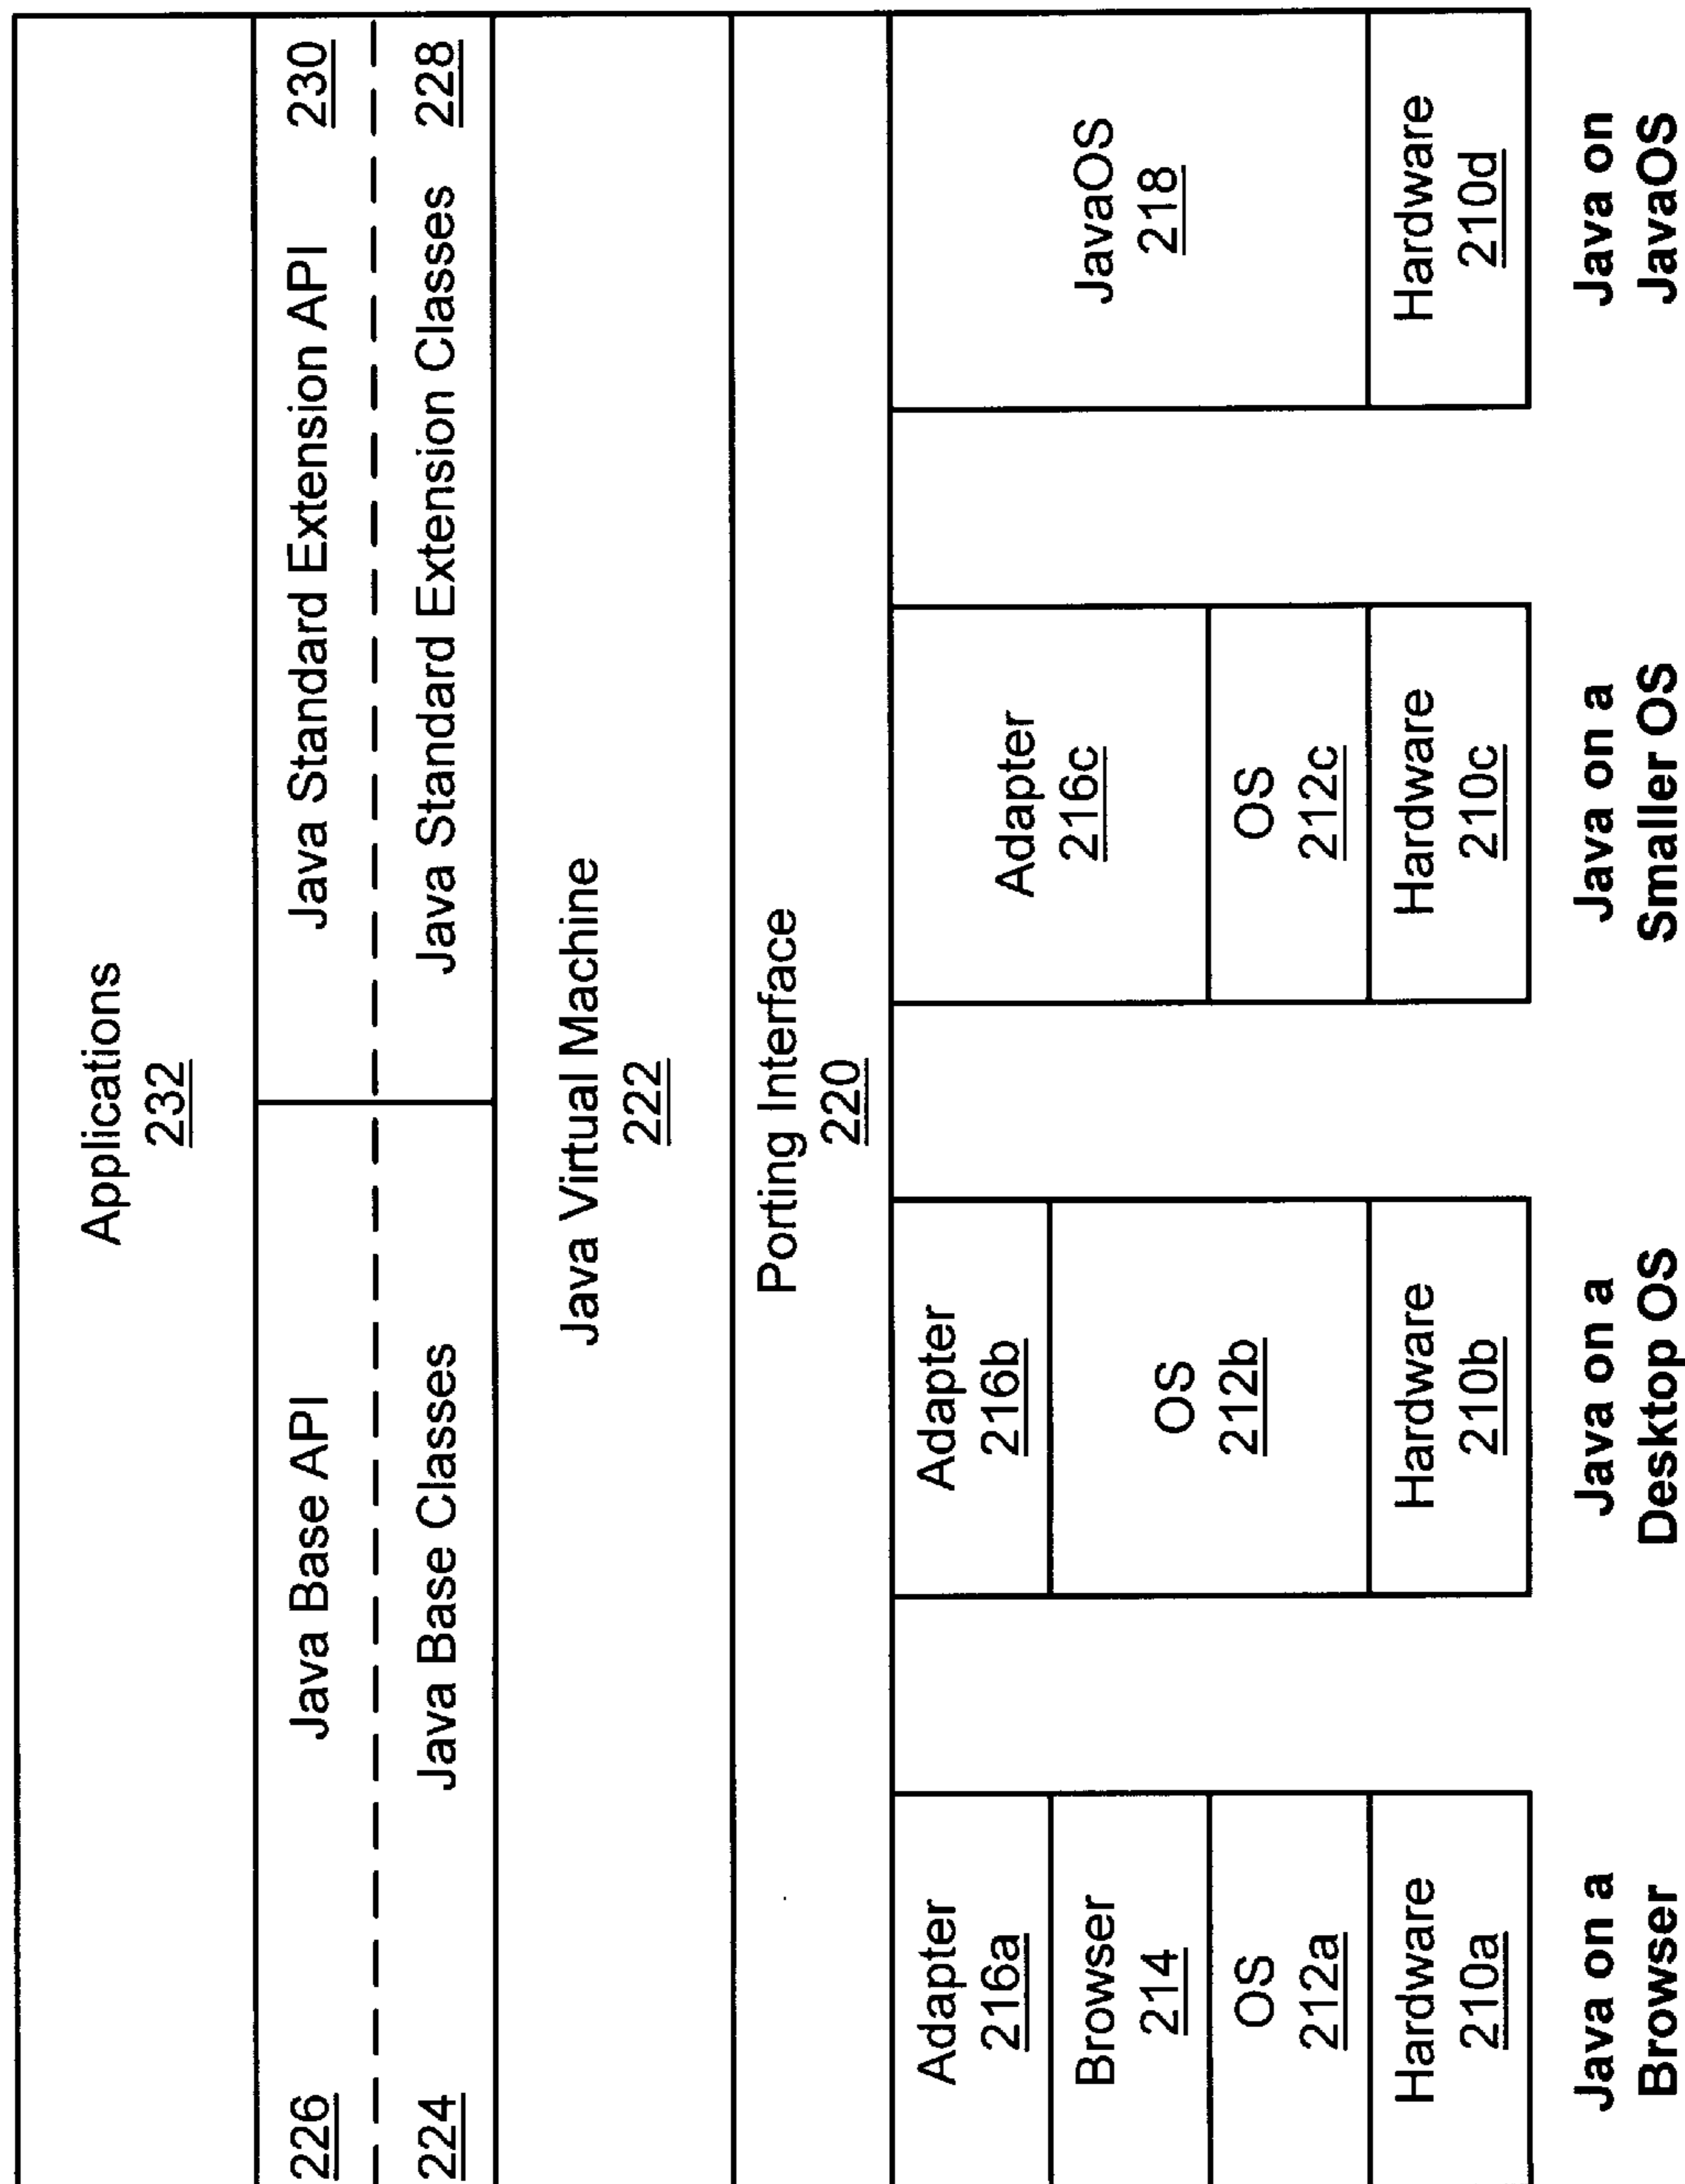 Applications
232
226
Java Base API
Java Standard Extension API
230
224
Java Base Classes
Java Standard Extension Classes
228
Java Virtual Machine
222
Porting Interface
220
Adapter
216a
Browser
214
OS
212a
Hardware
210a
Java on a
Browser
Adapter
216b
OS
212b
Hardware
210b
Java on a
Desktop OS
Adapter
216c
OS
212c
Hardware
210c
Java on a
Smaller OS
JavaOS
218
Hardware
210d
Java on
JavaOS